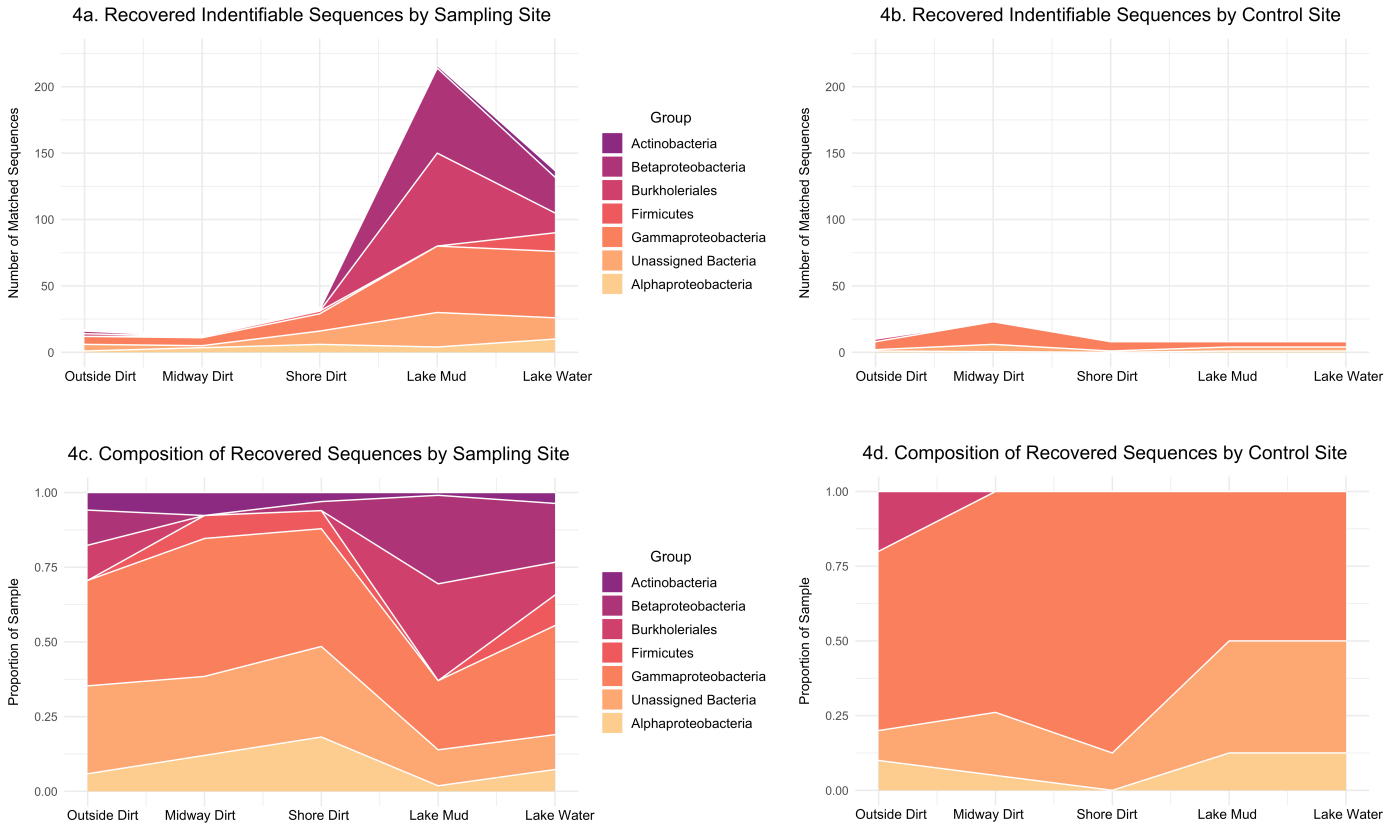 4a. Recovered Indentifiable Sequences by Sampling Site
Number of Matched Sequences
200
150
100
50
0
Outside Dirt
Midway Dirt
Shore Dirt
Lake Mud
Lake Water
Group
Actinobacteria
Betaproteobacteria
Burkholeriales
Firmicutes
Gammaproteobacteria
Unassigned Bacteria
Alphaproteobacteria
4b. Recovered Indentifiable Sequences by Control Site
Number of Matched Sequences
200
150
100
50
0
Outside Dirt
Midway Dirt
Shore Dirt
Lake Mud
Lake Water
4c. Composition of Recovered Sequences by Sampling Site
Proportion of Sample
1.00
0.75
0.50
0.25
0.00
Outside Dirt
Midway Dirt
Shore Dirt
Lake Mud
Lake Water
Group
Actinobacteria
Betaproteobacteria
Burkholeriales
Firmicutes
Gammaproteobacteria
Unassigned Bacteria
Alphaproteobacteria
4d. Composition of Recovered Sequences by Control Site
Proportion of Sample
1.00
0.75
0.50
0.25
0.00
Outside Dirt
Midway Dirt
Shore Dirt
Lake Mud
Lake Water